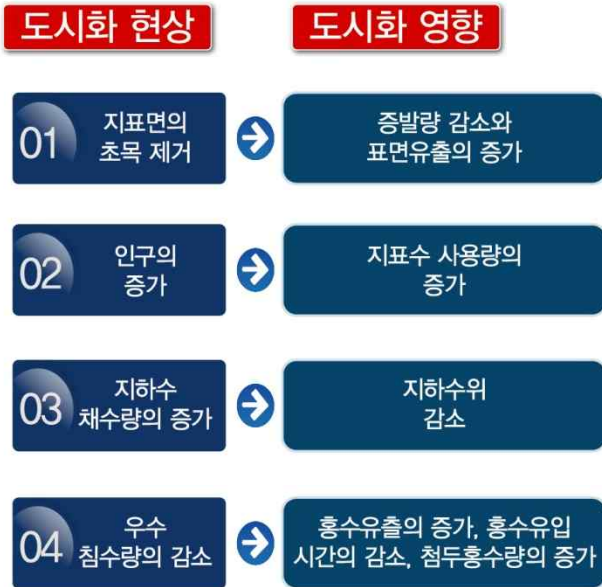 도시화 현상
도시화 영향
01
지표면의
초목 제거
증발량 감소와
표면유출의 증가
02
인구의
증가
지표수 사용량의
증가
03
지하수
채수량의 증가
지하수위
감소
04
우수
침수량의 감소
홍수유출의 증가, 홍수유입
시간의 감소, 첨두홍수량의 증가